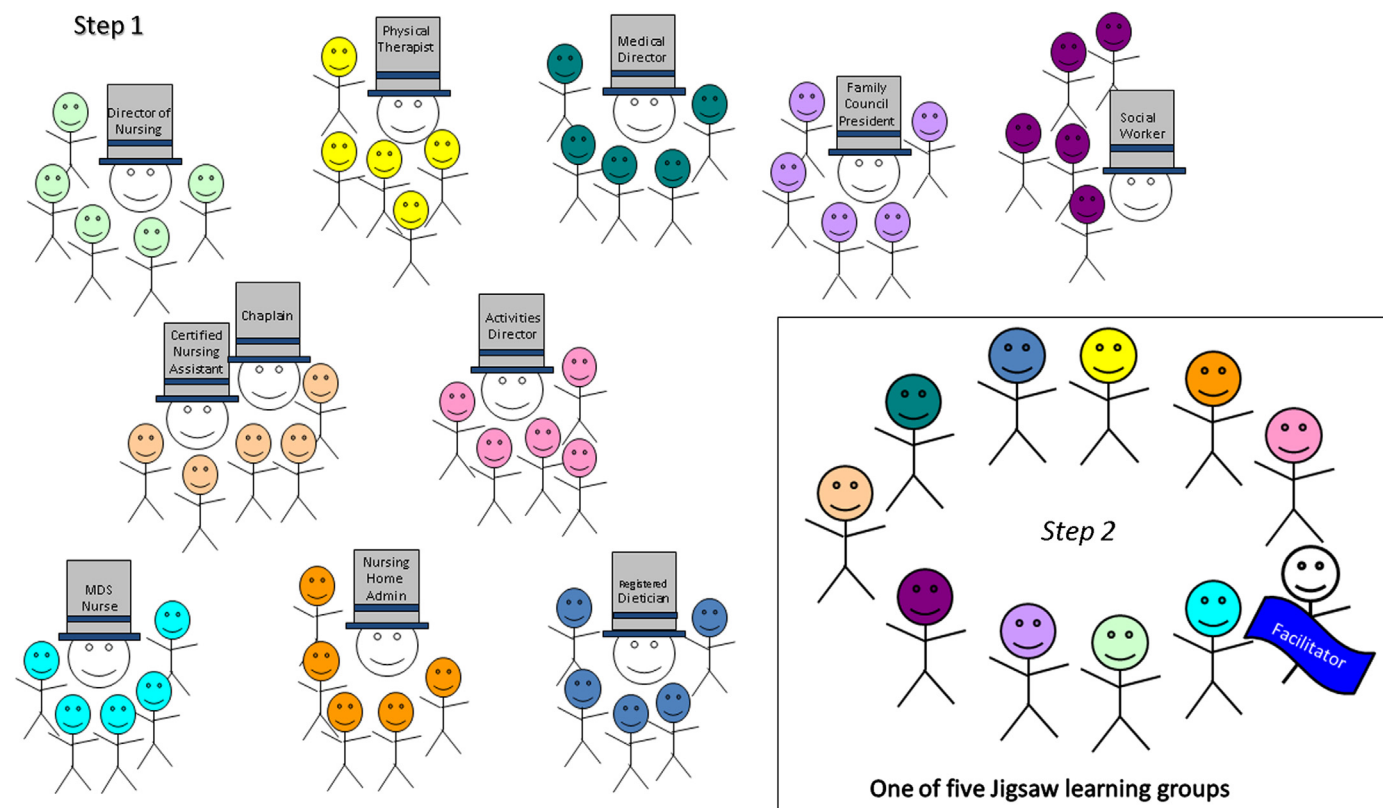 Step 1
Director of
Nursing
Physical
Therapist
Medical
Director
Family
Council
President
Social
Worker
Certified
Nursing
Assistant
Chaplain
Activities
Director
MDS
Nurse
Nursing
Home
Admin
Registered
Dietician
Step 2
Facilitator
One of five Jigsaw learning groups